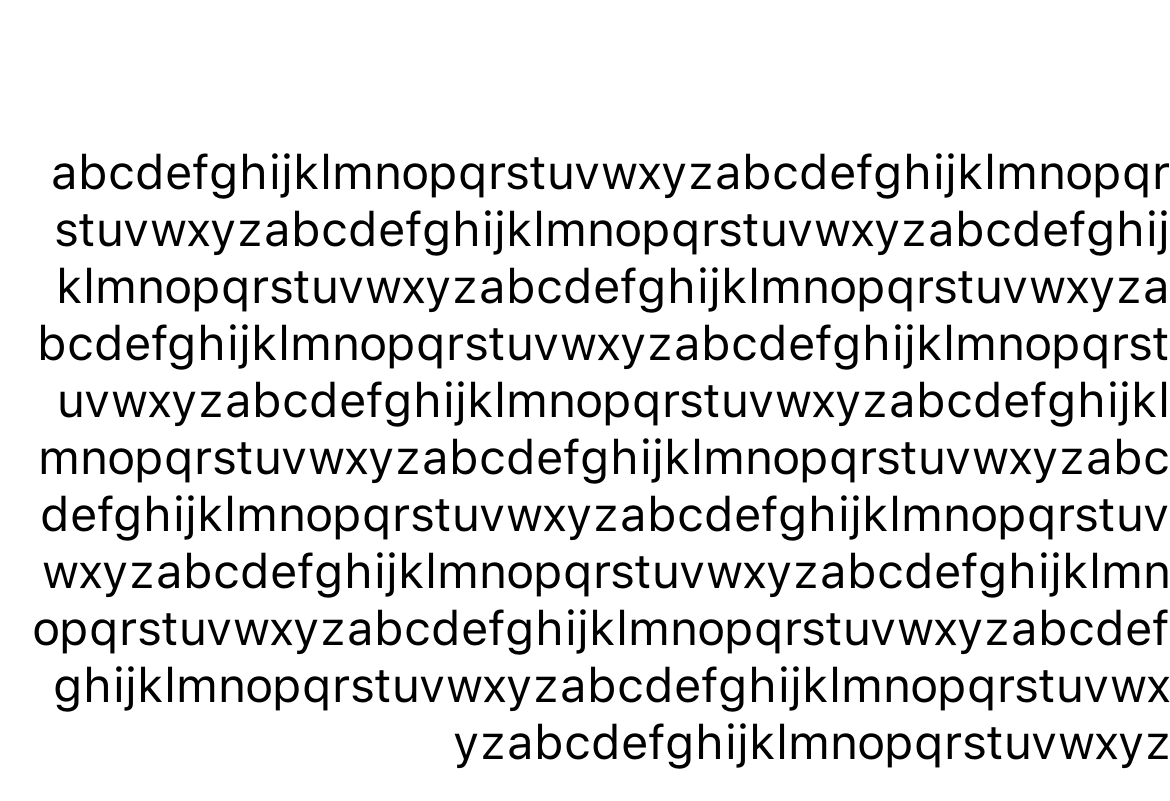 abcdefghijklmnopqrstuvwxyzabcdefghijklmnopqr
stuvwxyzabcdefghijklmnopqrstuvwxyzabcdefghij
klmnopqrstuvwxyzabcdefghijklmnopqrstuvwxyza
bcdefghijklmnopqrstuvwxyzabcdefghijklmnopqrst
uvwxyzabcdefghijklmnopqrstuvwxyzabcdefghijkl
mnopqrstuvwxyzabcdefghijklmnopqrstuvwxyzabc
defghijklmnopqrstuvwxyzabcdefghijklmnopqrstuv
wxyzabcdefghijklmnopqrstuvwxyzabcdefghijklmn
opqrstuvwxyzabcdefghijklmnopqrstuvwxyzabcdef
ghijklmnopqrstuvwxyzabcdefghijklmnopqrstuvwx
yzabcdefghijklmnopqrstuvwxyz